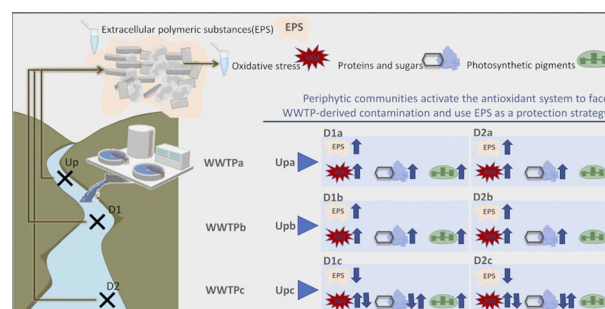 Extracellular polymeric substances(EPS)
EPS
Oxidative stress
Proteins and sugars
Photosynthetic pigments
Periphytic communities activate the antioxidant system to face
WWTP-derived contamination and use EPS as a protection strategy
Up
D1
D2
WWTPa
Upa
D1a
EPS
D2a
EPS
WWTPb
Upb
D1b
EPS
D2b
EPS
WWTPc
Upc
D1c
EPS
D2c
EPS